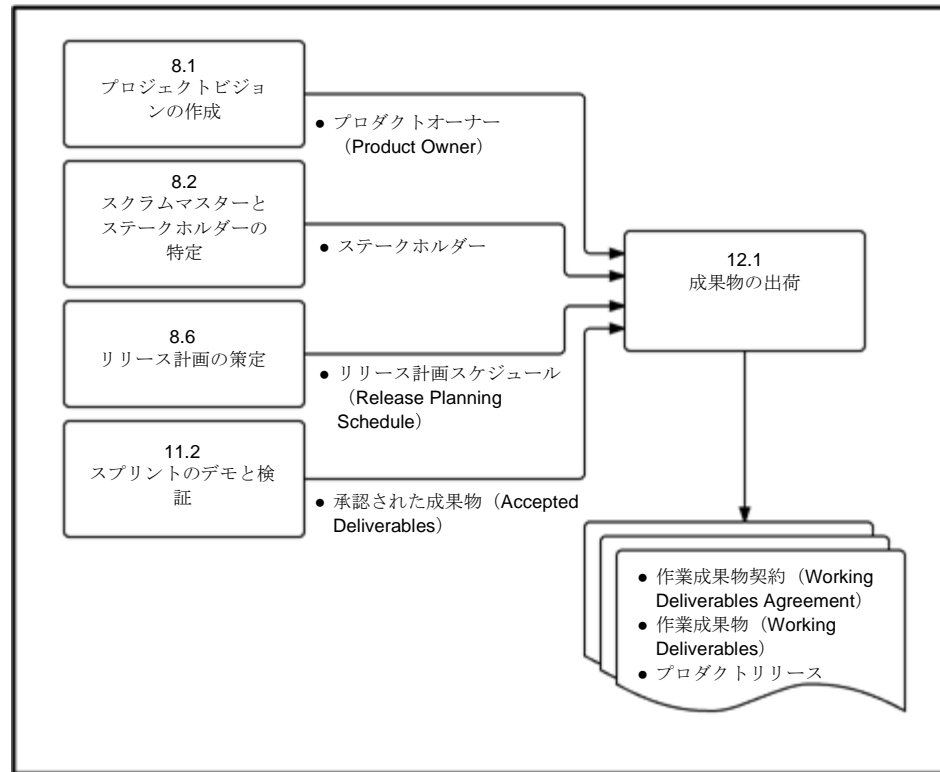 8.1
プロジェクトビジョ
ンの作成
● プロダクトオーナー
（Product Owner）
8.2
スクラムマスターと
ステークホルダーの
特定
● ステークホルダー
12.1
成果物の出荷
8.6
リリース計画の策定
● リリース計画スケジュール
（Release Planning
Schedule）
11.2
スプリントのデモと検
証
● 承認された成果物（Accepted
Deliverables）
● 作業成果物契約（Working
Deliverables Agreement）
● 作業成果物（Working
Deliverables）
● プロダクトリリース